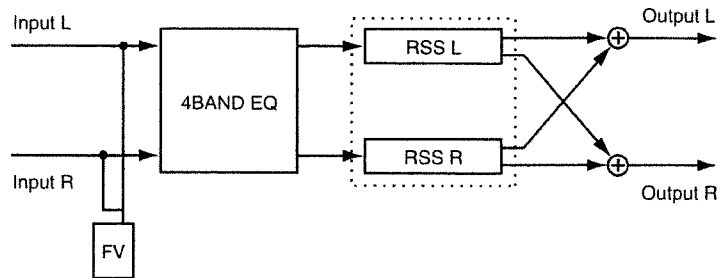 Input L
Output L
RSS L
4BAND EQ
RSS R
Input R
Output R
FV